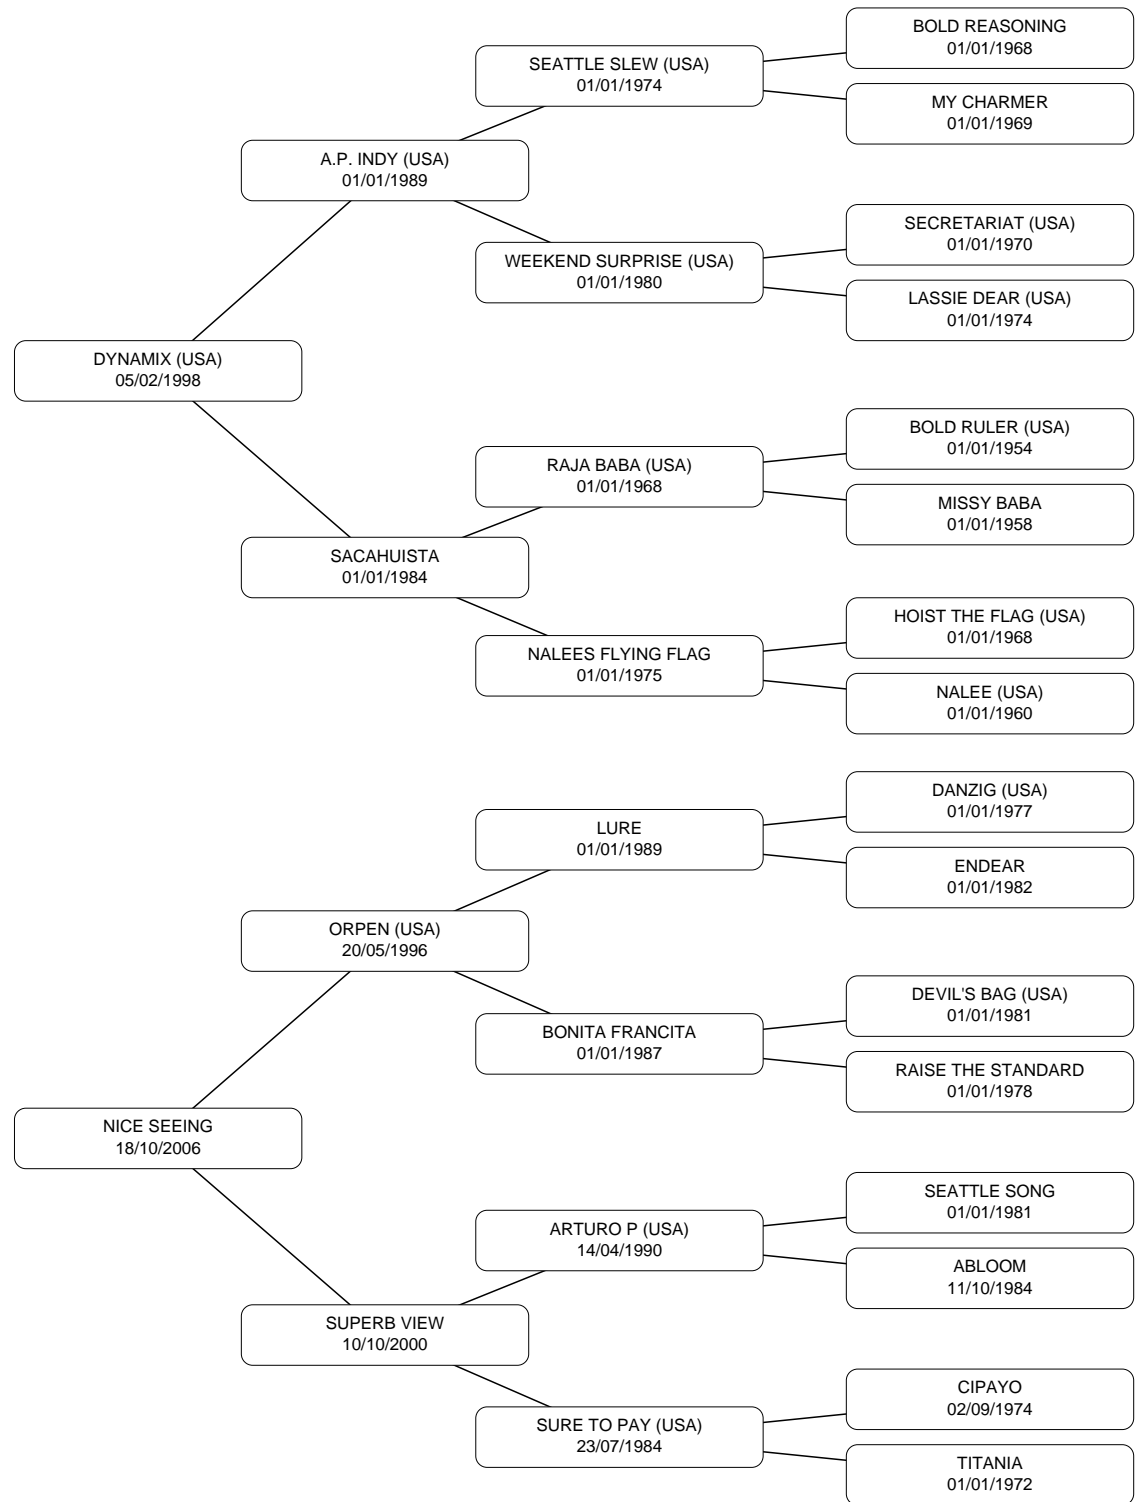 BOLD REASONING
01/01/1968
SEATTLE SLEW (USA)
01/01/1974
MY CHARMER
01/01/1969
A.P. INDY (USA)
01/01/1989
SECRETARIAT (USA)
01/01/1970
WEEKEND SURPRISE (USA)
01/01/1980
LASSIE DEAR (USA)
01/01/1974
DYNAMIX (USA)
05/02/1998
BOLD RULER (USA)
01/01/1954
RAJA BABA (USA)
01/01/1968
MISSY BABA
01/01/1958
SACAHUISTA
01/01/1984
HOIST THE FLAG (USA)
01/01/1968
NALEES FLYING FLAG
01/01/1975
NALEE (USA)
01/01/1960
DANZIG (USA)
01/01/1977
LURE
01/01/1989
ENDEAR
01/01/1982
ORPEN (USA)
20/05/1996
DEVIL'S BAG (USA)
01/01/1981
BONITA FRANCITA
01/01/1987
RAISE THE STANDARD
01/01/1978
NICE SEEING
18/10/2006
SEATTLE SONG
01/01/1981
ARTURO P (USA)
14/04/1990
ABLOOM
11/10/1984
SUPERB VIEW
10/10/2000
CIPAYO
02/09/1974
SURE TO PAY (USA)
23/07/1984
TITANIA
01/01/1972